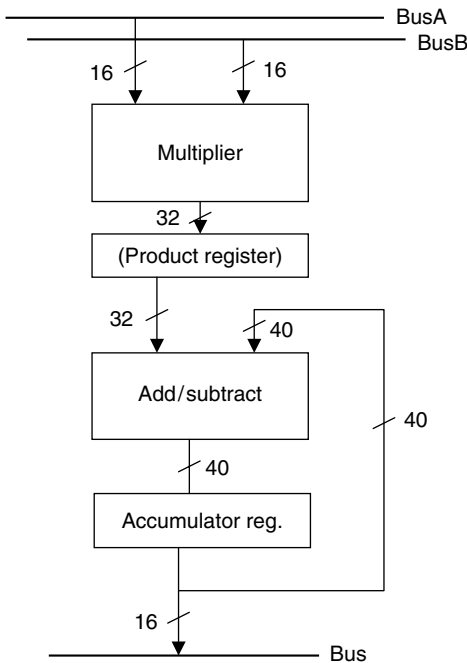 BusA
BusB
16
16
Multiplier
32
(Product register)
32
40
Add/subtract
40
40
Accumulator reg.
16
Bus